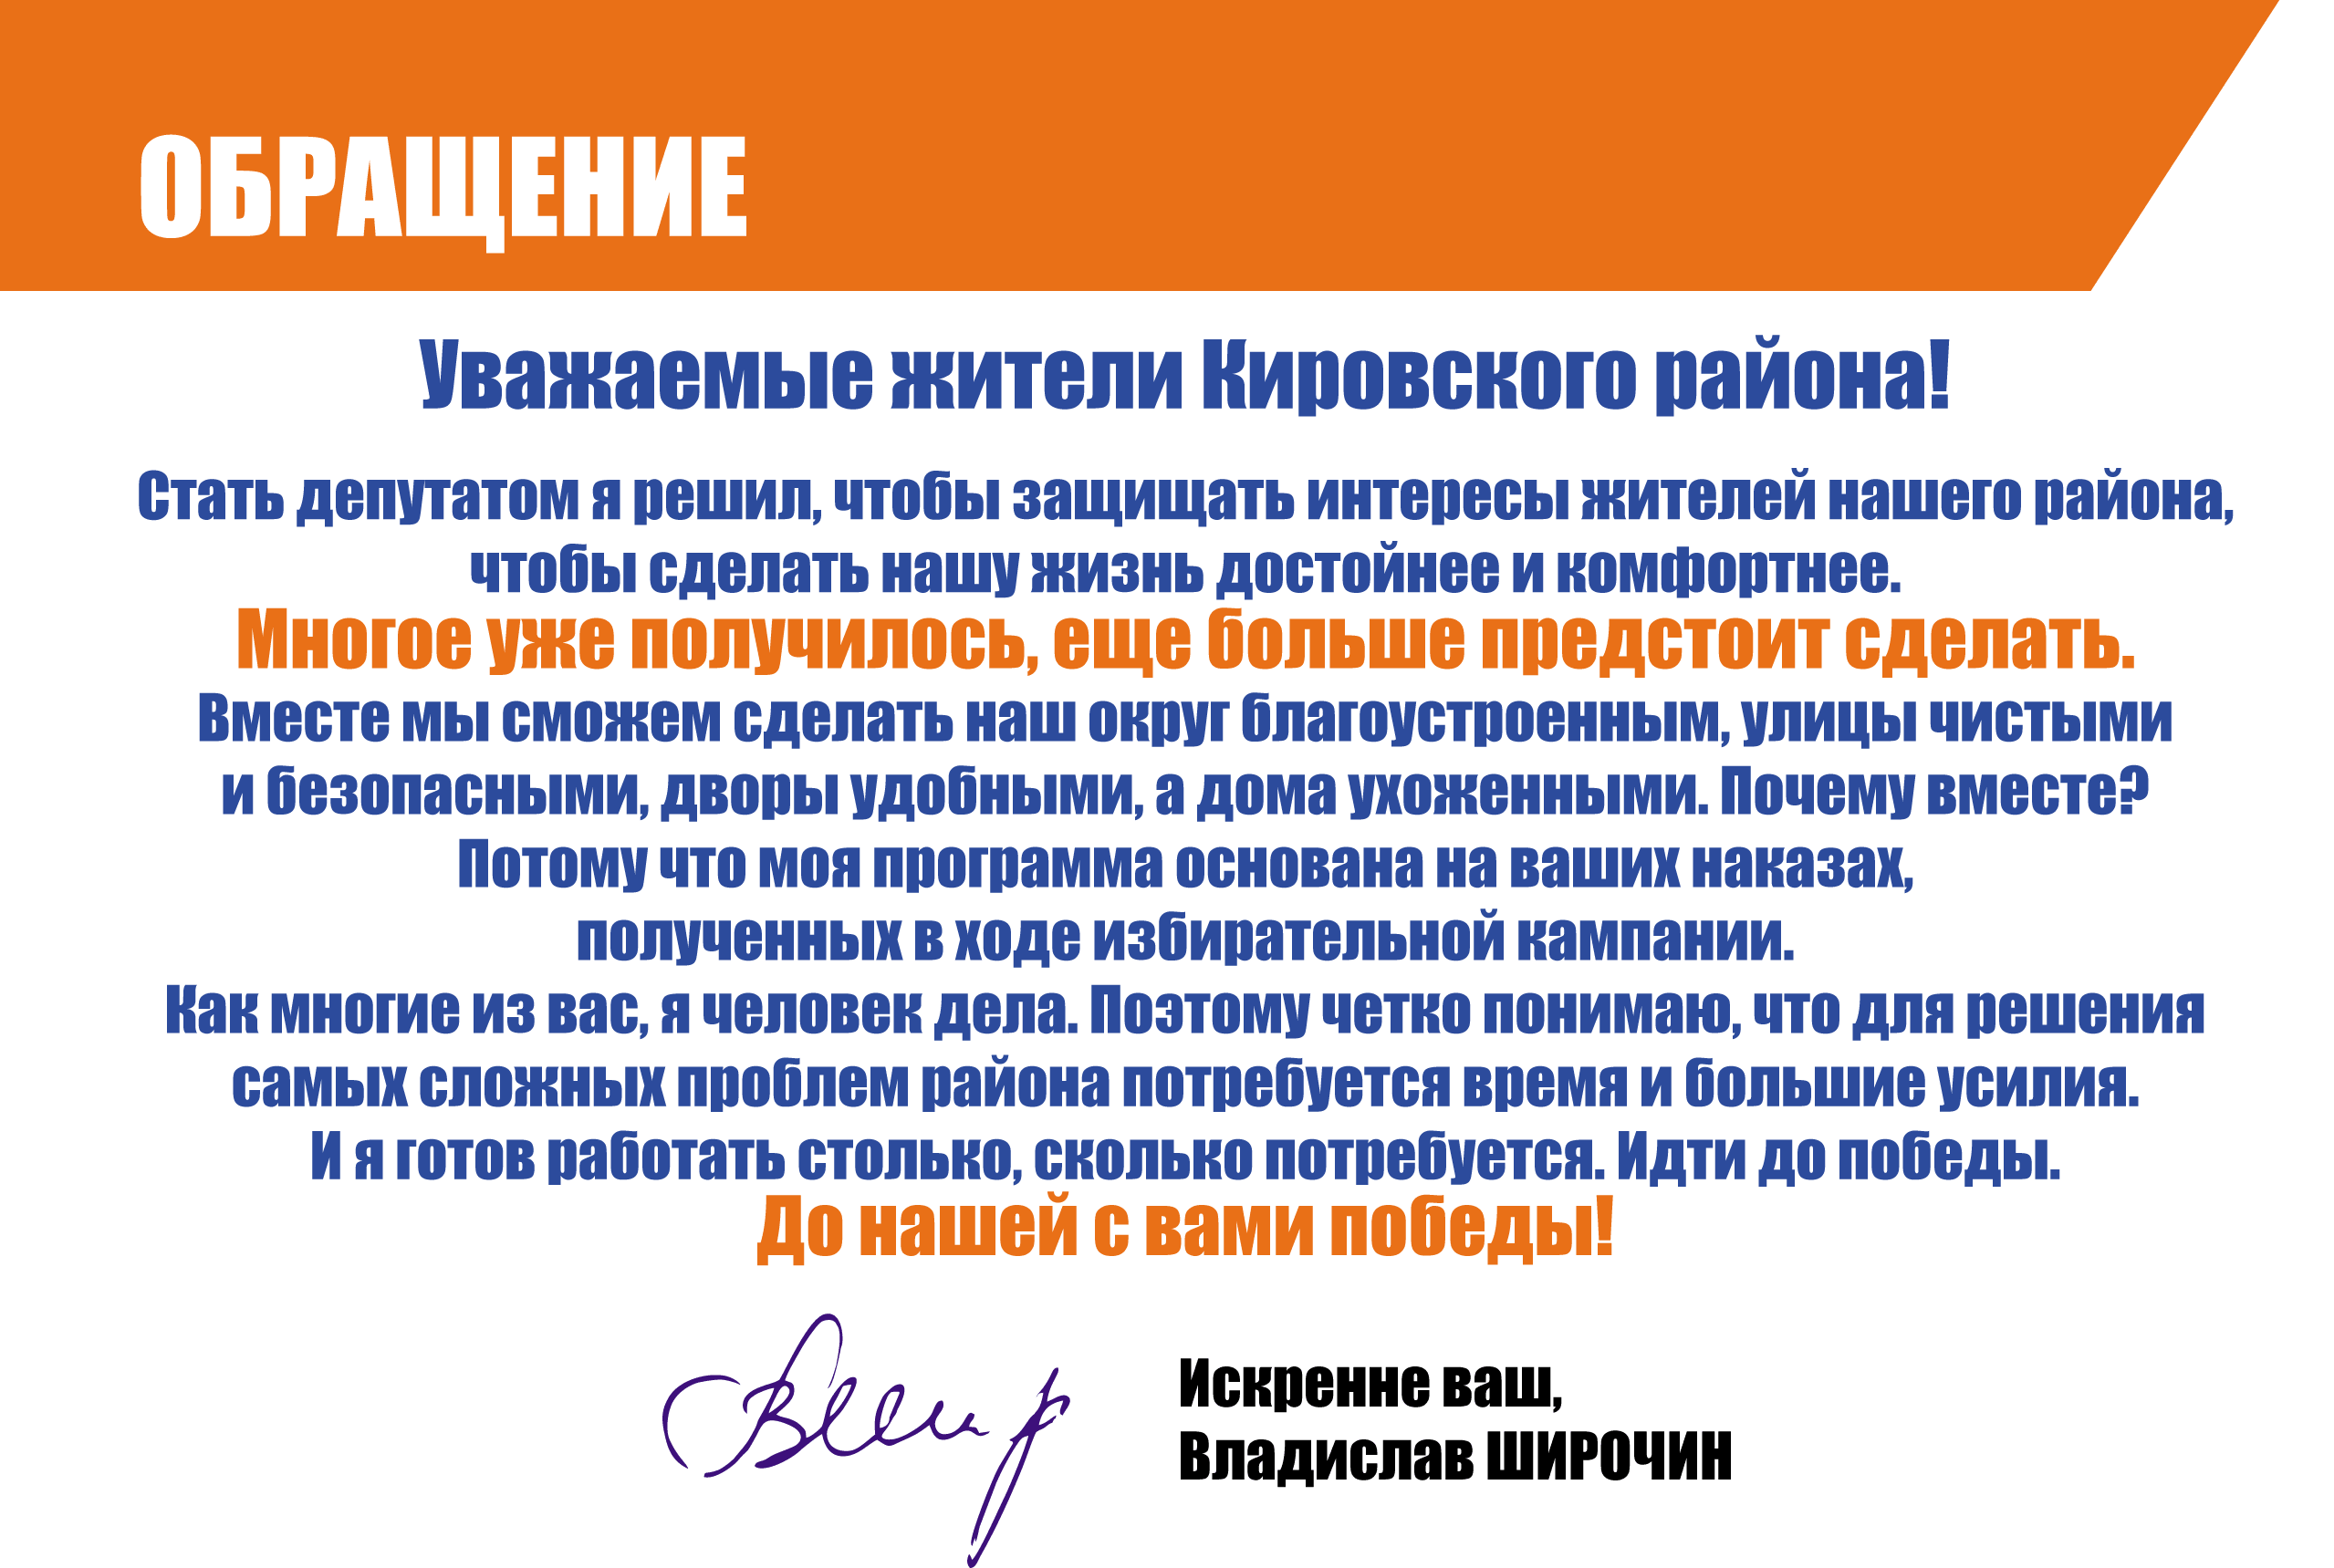 ОБРАЩЕНИЕ
Уважаемые жители Кировского района!
Стать депутатом я решил, чтобы защищать интересы жителей нашего района,
чтобы сделать нашу жизнь достойнее и комфортнее.
Многое уже получилось, еще больше предстоит сделать.
Вместе мы сможем сделать наш округ благоустроенным, улицы чистыми
и безопасными, дворы удобными, а дома ухоженными. Почему вместе?
Потому что моя программа основана на ваших наказах,
полученных в ходе избирательной кампании.
Как многие из вас, я человек дела. Поэтому четко понимаю, что для решения
самых сложных проблем района потребуется время и большие усилия.
И я готов работать столько, сколько потребуется. Идти до победы.
До нашей с вами победы!
Искренне ваш,
Владислав ШИРОЧИН